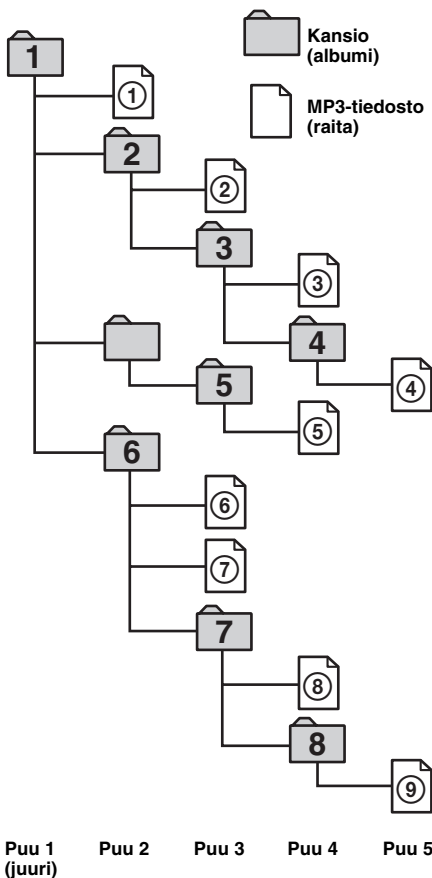 1
Kansio
(albumi)
①
MP3-tiedosto
(raita)
2
②
3
③
4
④
5
⑤
6
⑥
⑦
7
⑧
8
⑨
Puu 1 Puu 2 Puu 3 Puu 4 Puu 5
(juuri)